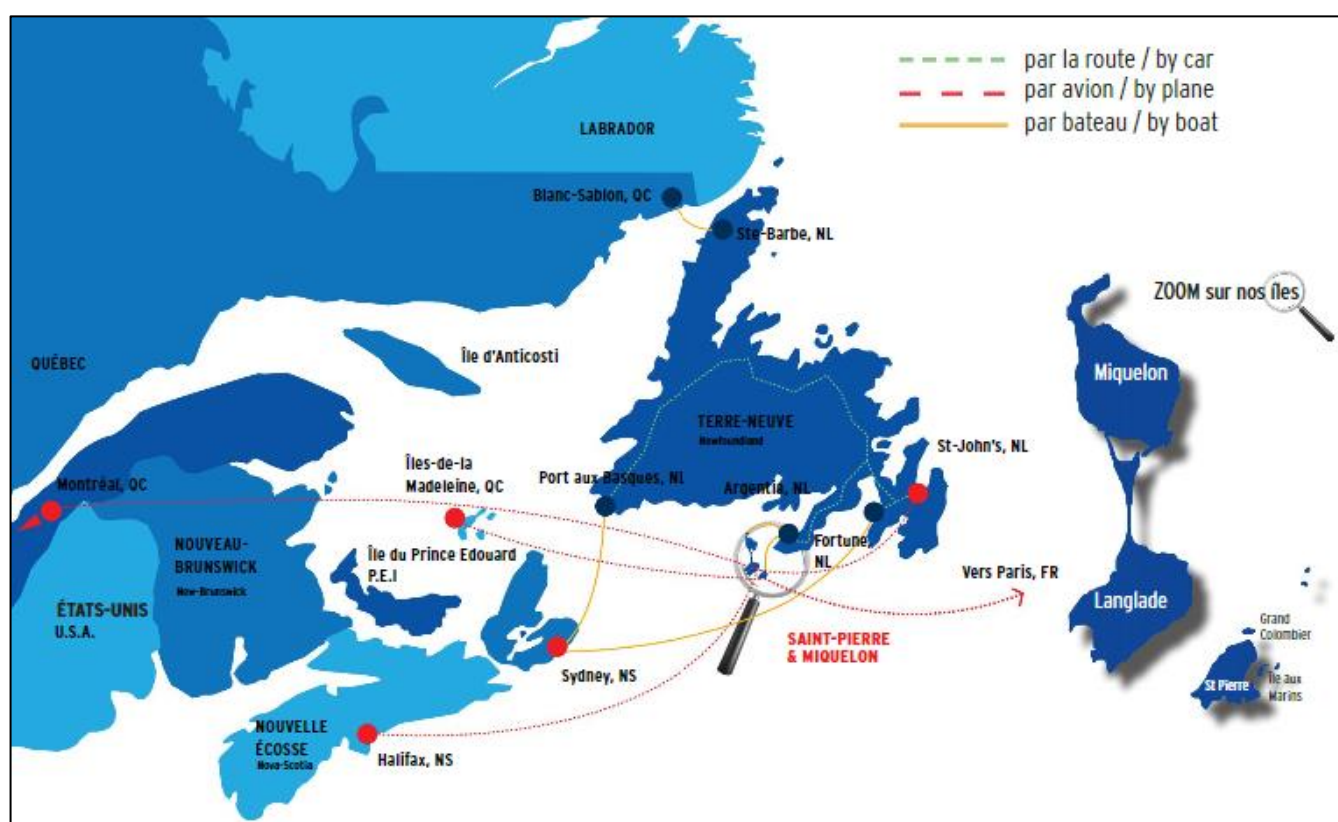 par la route / by car
par avion / by plane
par bateau / by boat
LABRADOR
Blanc-Sablon, QC
Ste-Barbe, NL
ZOOM sur nos îles
QUÉBEC
Île d'Anticosti
Miquelon
TERRE-NEUVE
Newfoundland
St-John's, NL
Îles-de-la
Madeleine, QC
Port aux Basques, NL
Argentia, NL
Montréal, QC
Fortune,
NL
NOUVEAU-
BRUNSWICK
New-Brunswick
Île du Prince Edouard
P.E.I
Vers Paris, FR
ÉTATS-UNIS
U.S.A.
Langlade
SAINT-PIERRE
& MIQUELON
Grand
Colombier
Sydney, NS
St Pierre
Île aux
Marins
NOUVELLE
ÉCOSSE
Nova-Scotia
Halifax, NS